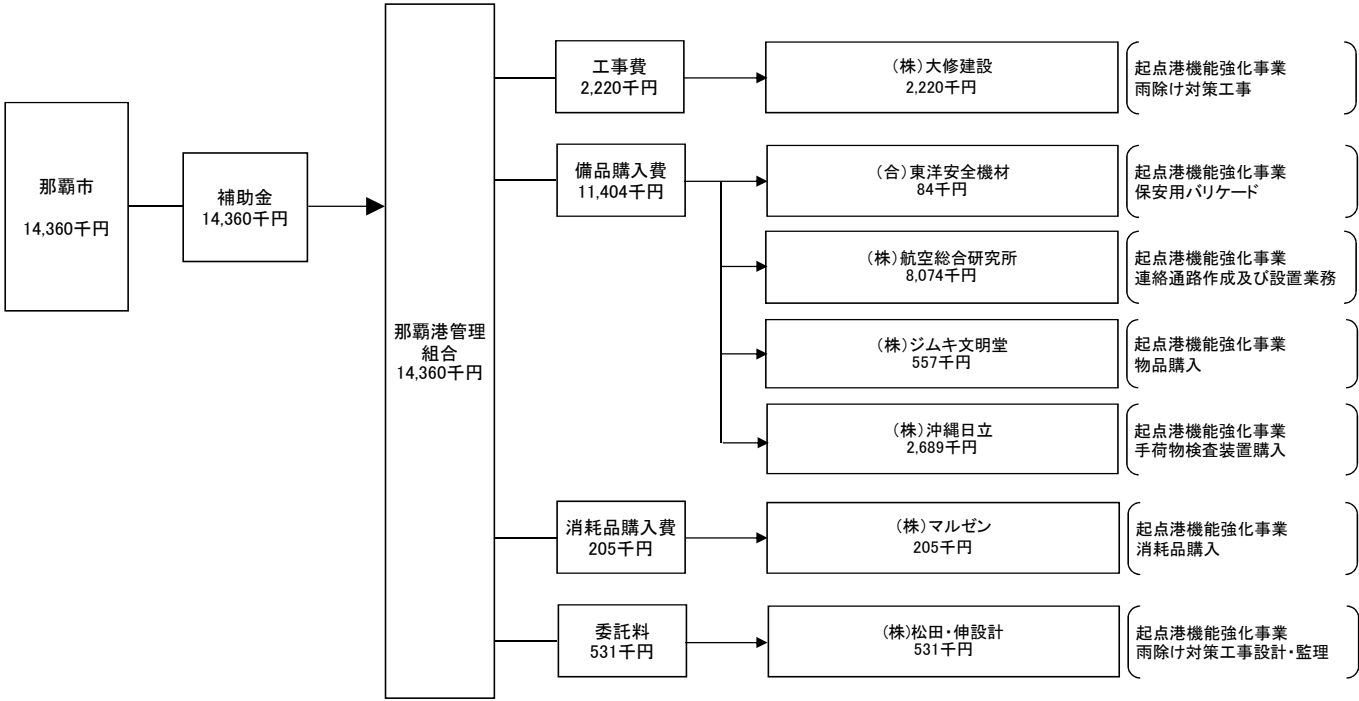 那覇市
14,360千円
補助金
14,360千円
那覇港管理
組合
14,360千円
工事費
2,220千円
(株)大修建設
2,220千円
起点港機能強化事業
雨除け対策工事
備品購入費
11,404千円
(合)東洋安全機材
84千円
起点港機能強化事業
保安用バリケード
(株)航空総合研究所
8,074千円
起点港機能強化事業
連絡通路作成及び設置業務
(株)ジムキ文明堂
557千円
起点港機能強化事業
物品購入
(株)沖縄日立
2,689千円
起点港機能強化事業
手荷物検査装置購入
消耗品購入費
205千円
(株)マルゼン
205千円
起点港機能強化事業
消耗品購入
委託料
531千円
(株)松田・伸設計
531千円
起点港機能強化事業
雨除け対策工事設計・監理